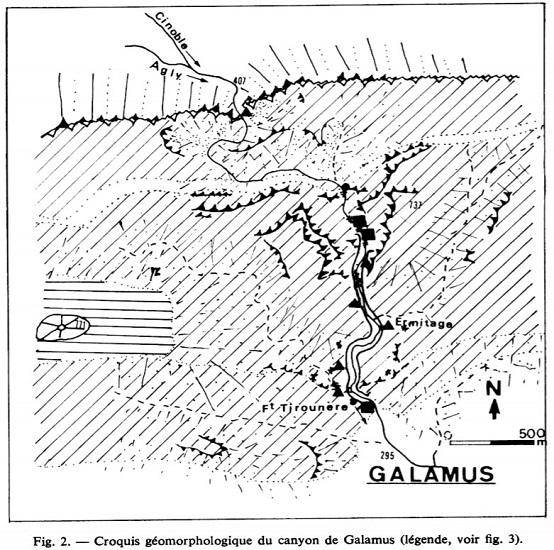 Cinoble
Agly
407
737
Ermitage
N
Ft Tirounère
0 500 m
295
GALAMUS
Fig. 2. — Croquis géomorphologique du canyon de Galamus (légende, voir fig. 3).